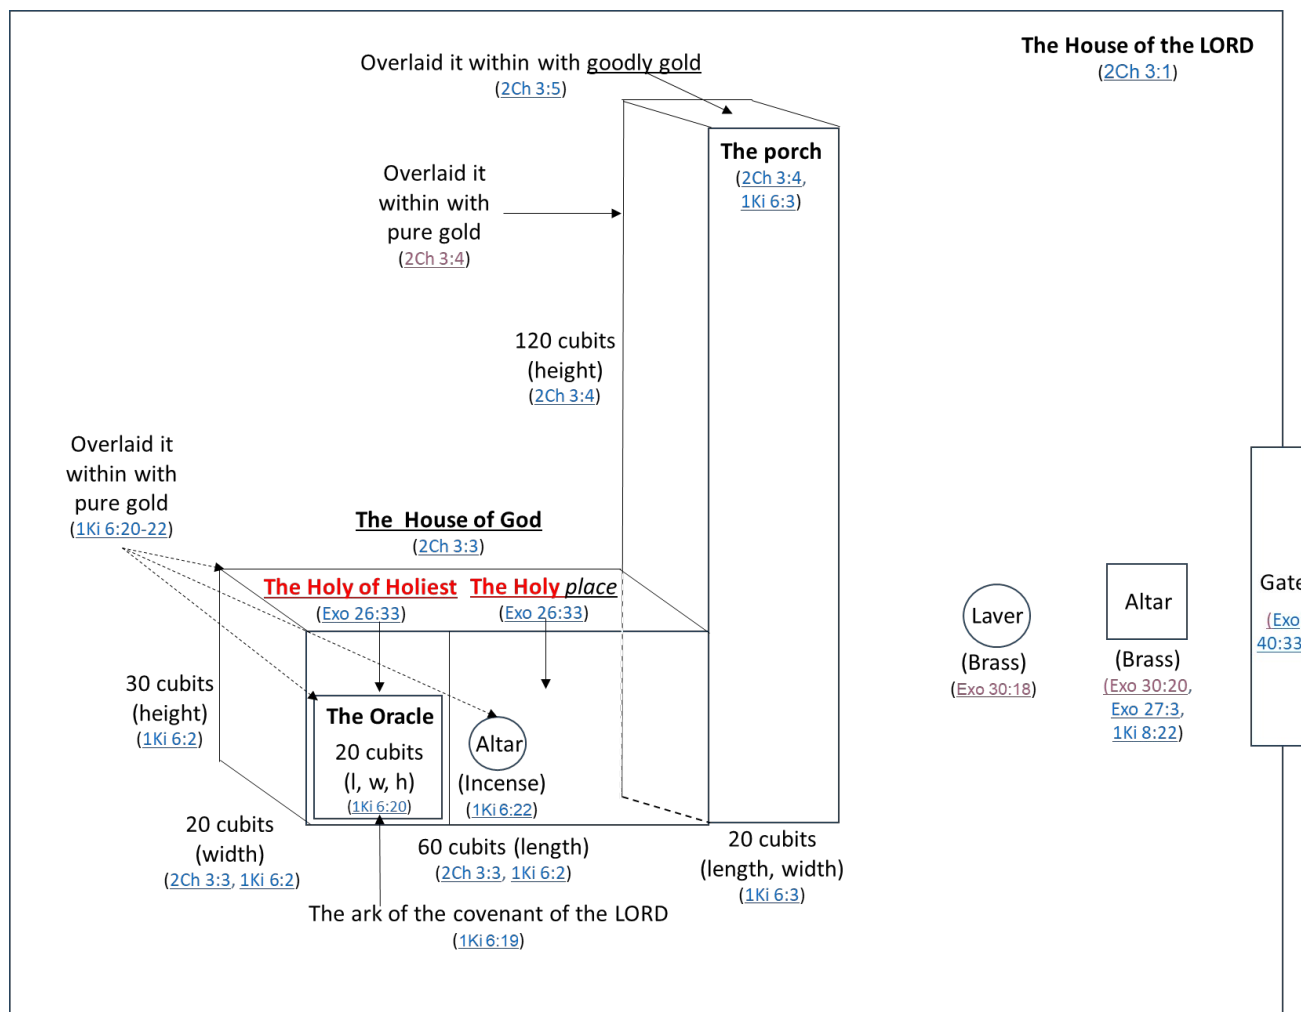 The House of the LORD
(2Ch 3:1)
Overlaid it within with goodly gold
(2Ch 3:5)
The porch
(2Ch 3:4,
1Ki 6:3)
Overlaid it
within with
pure gold
(2Ch 3:4)
120 cubits
(height)
(2Ch 3:4)
Overlaid it
within with
pure gold
(1Ki 6:20-22)
The House of God
(2Ch 3:3)
The Holy of Holiest
(Exo 26:33)
The Holy place
(Exo 26:33)
30 cubits
(height)
(1Ki 6:2)
The Oracle
20 cubits
(l, w, h)
(1Ki 6:20)
Altar
(Incense)
(1Ki 6:22)
20 cubits
(width)
(2Ch 3:3, 1Ki 6:2)
60 cubits (length)
(2Ch 3:3, 1Ki 6:2)
20 cubits
(length, width)
(1Ki 6:3)
The ark of the covenant of the LORD
(1Ki 6:19)
Laver
(Brass)
(Exo 30:18)
Altar
(Brass)
(Exo 30:20,
Exo 27:3,
1Ki 8:22)
Gate
(Exo
40:33